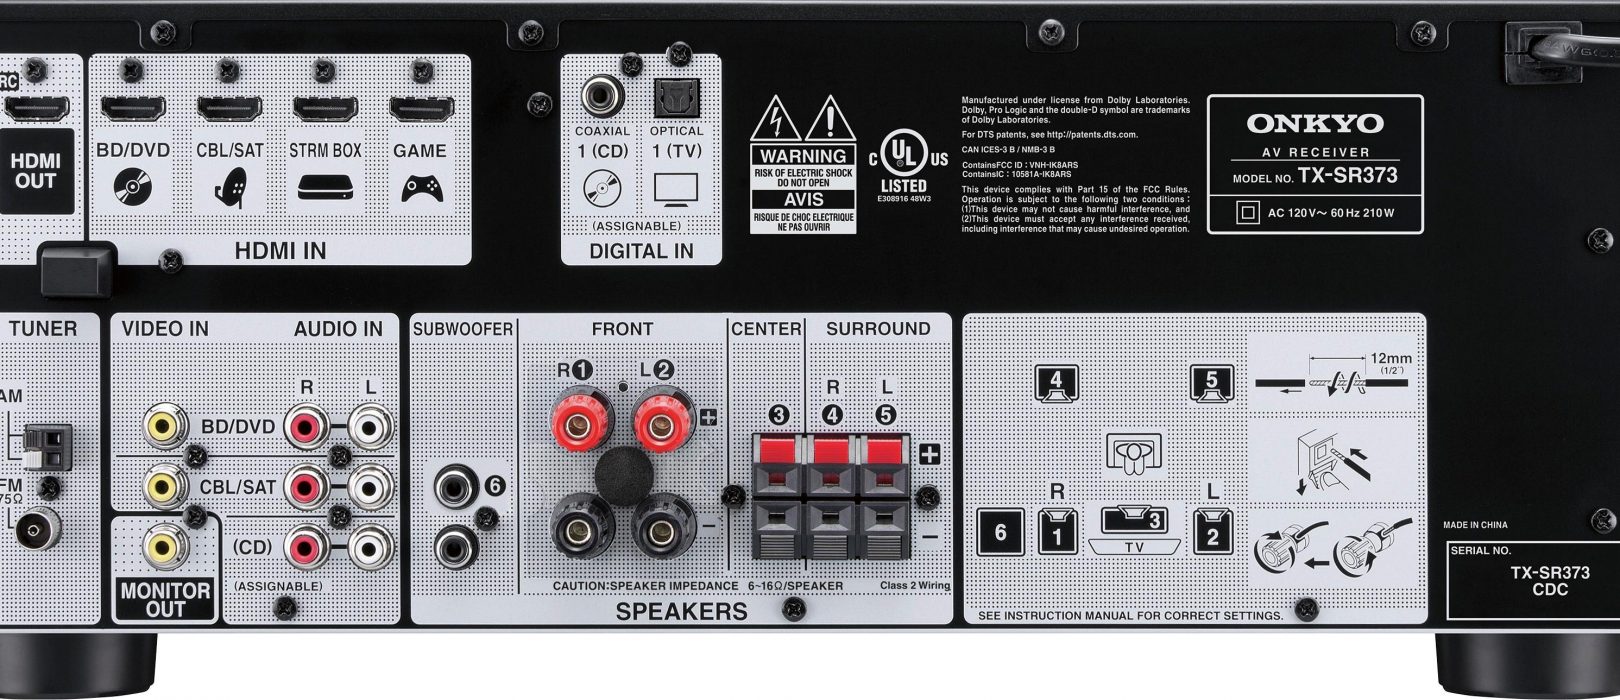 RC
HDMI
OUT
BD/DVD
CBL/SAT
STRM BOX
GAME
HDMI IN
COAXIAL
OPTICAL
1 (CD)
1 (TV)
(ASSIGNABLE)
DIGITAL IN
WARNING
RISK OF ELECTRIC SHOCK
DO NOT OPEN
AVIS
RISQUE DE CHOC ELECTRIQUE
NE PAS OUVRIR
C UL US
LISTED
E308916 48W3
Manufactured under license from Dolby Laboratories.
Dolby, Pro Logic and the double-D symbol are trademarks
of Dolby Laboratories.
For DTS patents, see http://patents.dts.com.
CAN ICES-3 B / NMB-3 B
ContainsFCC ID : VNH-IK8ARS
ContainsIC : 10581A-IK8ARS
This device complies with Part 15 of the FCC Rules.
Operation is subject to the following two conditions :
(1)This device may not cause harmful interference, and
(2)This device must accept any interference received,
including interference that may cause undesired operation.
ONKYO
AV RECEIVER
MODEL NO. TX-SR373
AC 120V~ 60Hz 210W
TUNER
AM
FM
75Ω
VIDEO IN
AUDIO IN
R
L
BD/DVD
CBL/SAT
(CD)
(ASSIGNABLE)
MONITOR
OUT
SUBWOOFER
6
FRONT
R1
L2
+
−
CENTER
3
SURROUND
R
L
4
5
+
−
CAUTION:SPEAKER IMPEDANCE 6~16Ω/SPEAKER
Class 2 Wiring
SPEAKERS
4
5
R
L
6
1
3
2
TV
12mm
(1/2")
SEE INSTRUCTION MANUAL FOR CORRECT SETTINGS.
MADE IN CHINA
SERIAL NO.
TX-SR373
CDC